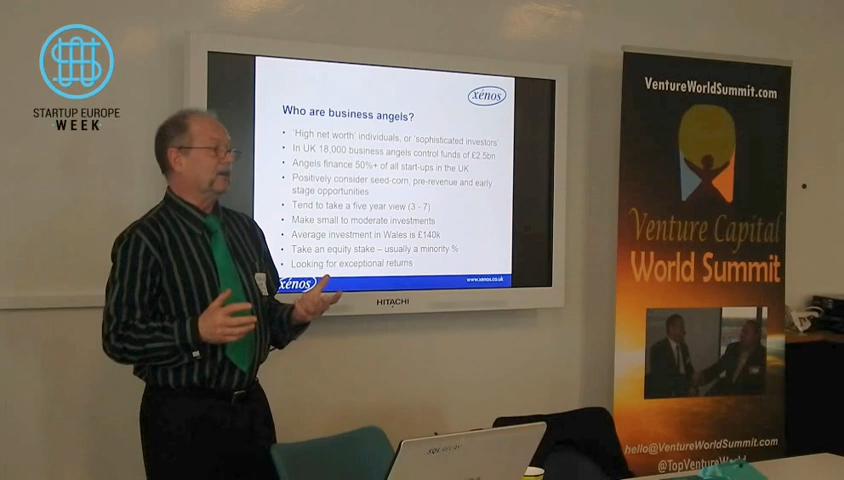 STARTUP EUROPE
WEEK
xénos
Who are business angels?
• 'High net worth' individuals, or 'sophisticated investors'
• In UK 18,000 business angels control funds of £2.5bn
• Angels finance 50%+ of all start-ups in the UK
• Positively consider seed-corn, pre-revenue and early
stage opportunities
• Tend to take a five year view (3 - 7)
• Make small to moderate investments
• Average investment in Wales is £140k
• Take an equity stake – usually a minority %
• Looking for exceptional returns
xénos
www.xenos.co.uk
HITACHI
VentureWorldSummit.com
Venture Capital
World Summit
hello@VentureWorldSummit.com
@TopVentureWorld